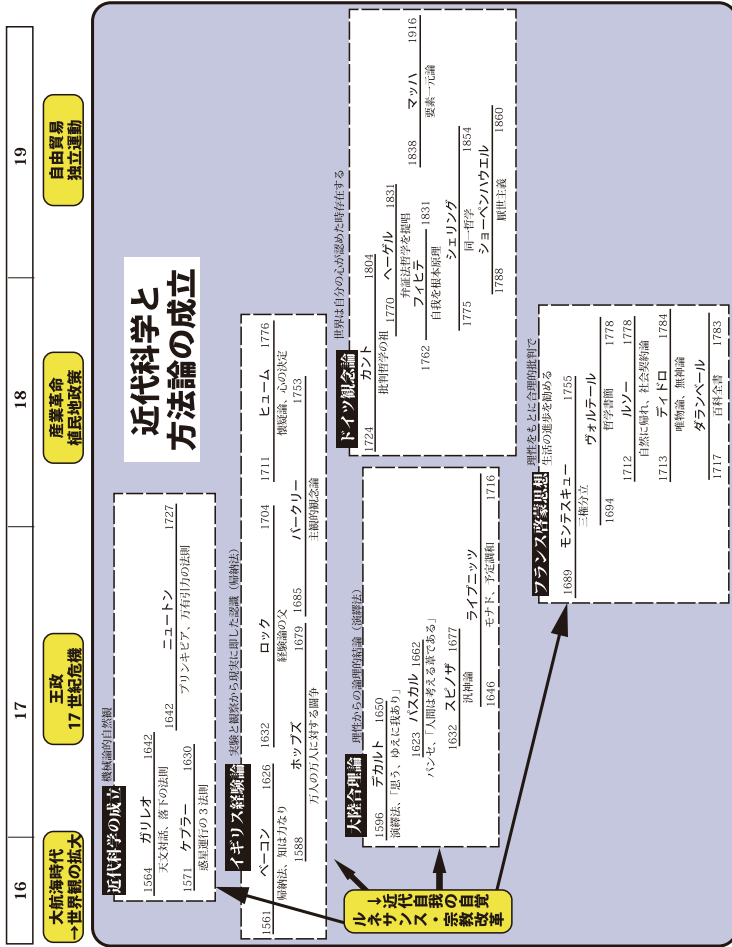 16
17
18
19
大航海時代
→世界観の拡大
王政
17世紀危機
産業革命
植民地政策
自由貿易
独立運動
近代科学と
方法論の成立
近代科学の成立
機械論的自然観
1564 ガリレオ 1642
天文対話、落下の法則
1571 ケプラー 1630
惑星運行の3法則
1642 ニュートン 1727
プリンキピア、万有引力の法則
イギリス経験論
実験と観察から現実に即した認識（帰納法）
1561 ベーコン 1626
帰納法、知は力なり
1632 ロック 1704
経験論の父
1711 ヒューム 1776
懐疑論、心の決定
1588 ホッブズ 1679
万人の万人に対する闘争
1685 バークリー 1753
主観的観念論
大陸合理論
理性からの論理的結論（演繹法）
1596 デカルト 1650
演繹法、「思う、ゆえに我あり」
1623 パスカル 1662
パンセ、「人間は考える葦である」
1632 スピノザ 1677
汎神論
1646 ライプニッツ 1716
モナド、予定調和
ドイツ観念論
世界は自分の心が認めた時存在する
1724 カント 1804
批判哲学の祖
1770 ヘーゲル 1831
弁証法哲学を提唱
1762 フィヒテ 1831
自我を根本原理
1775 シェリング 1854
同一哲学
1788 ショーペンハウエル 1860
厭世主義
1838 マッハ 1916
要素一元論
フランス啓蒙思想
理性をもとに合理的批判で
生活の進歩を勧める
1689 モンテスキュー 1755
三権分立
1694 ヴォルテール 1778
哲学書簡
1712 ルソー 1778
自然に帰れ、社会契約論
1713 ディドロ 1784
唯物論、無神論
1717 ダランベール 1783
百科全書
→近代自我の自覚
ルネサンス・宗教
改革